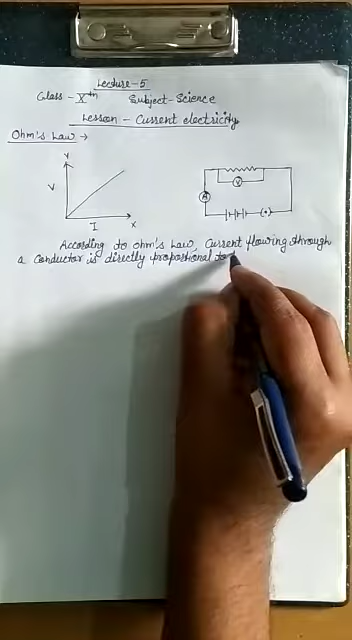 Lecture-5
Class - Xth Subject-Science
Lesson - Current electricity
Ohm's Law →
Y
V
I
X
V
A
According to ohm's Law, Current flowing through
a conductor is directly proportional to